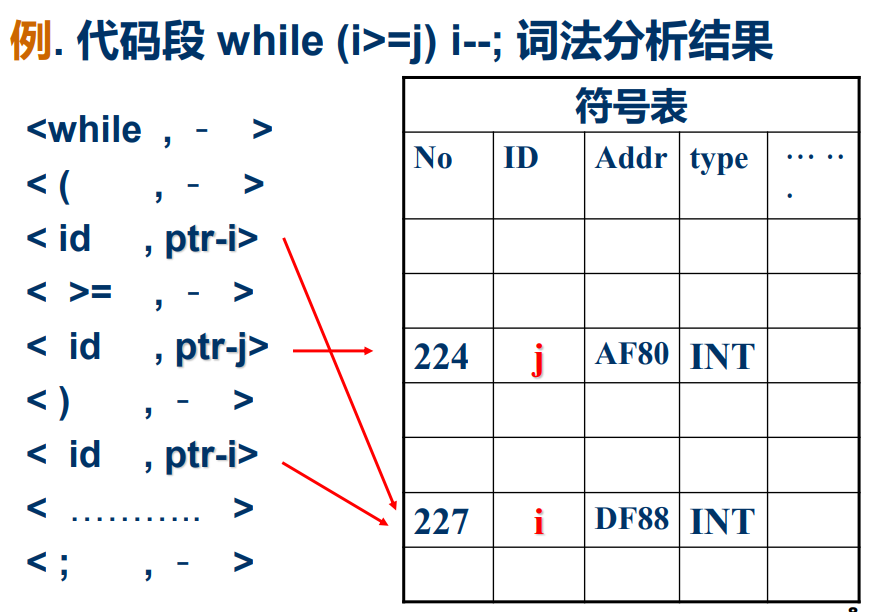 例. 代码段 while (i>=j) i--; 词法分析结果
<while , - >
< ( , - >
< id , ptr-i>
< >= , - >
< id , ptr-j>
< ) , - >
< id , ptr-i>
< ………... >
< ; , - >
符号表
No ID Addr type … ‥
.
224 j AF80 INT
227 i DF88 INT